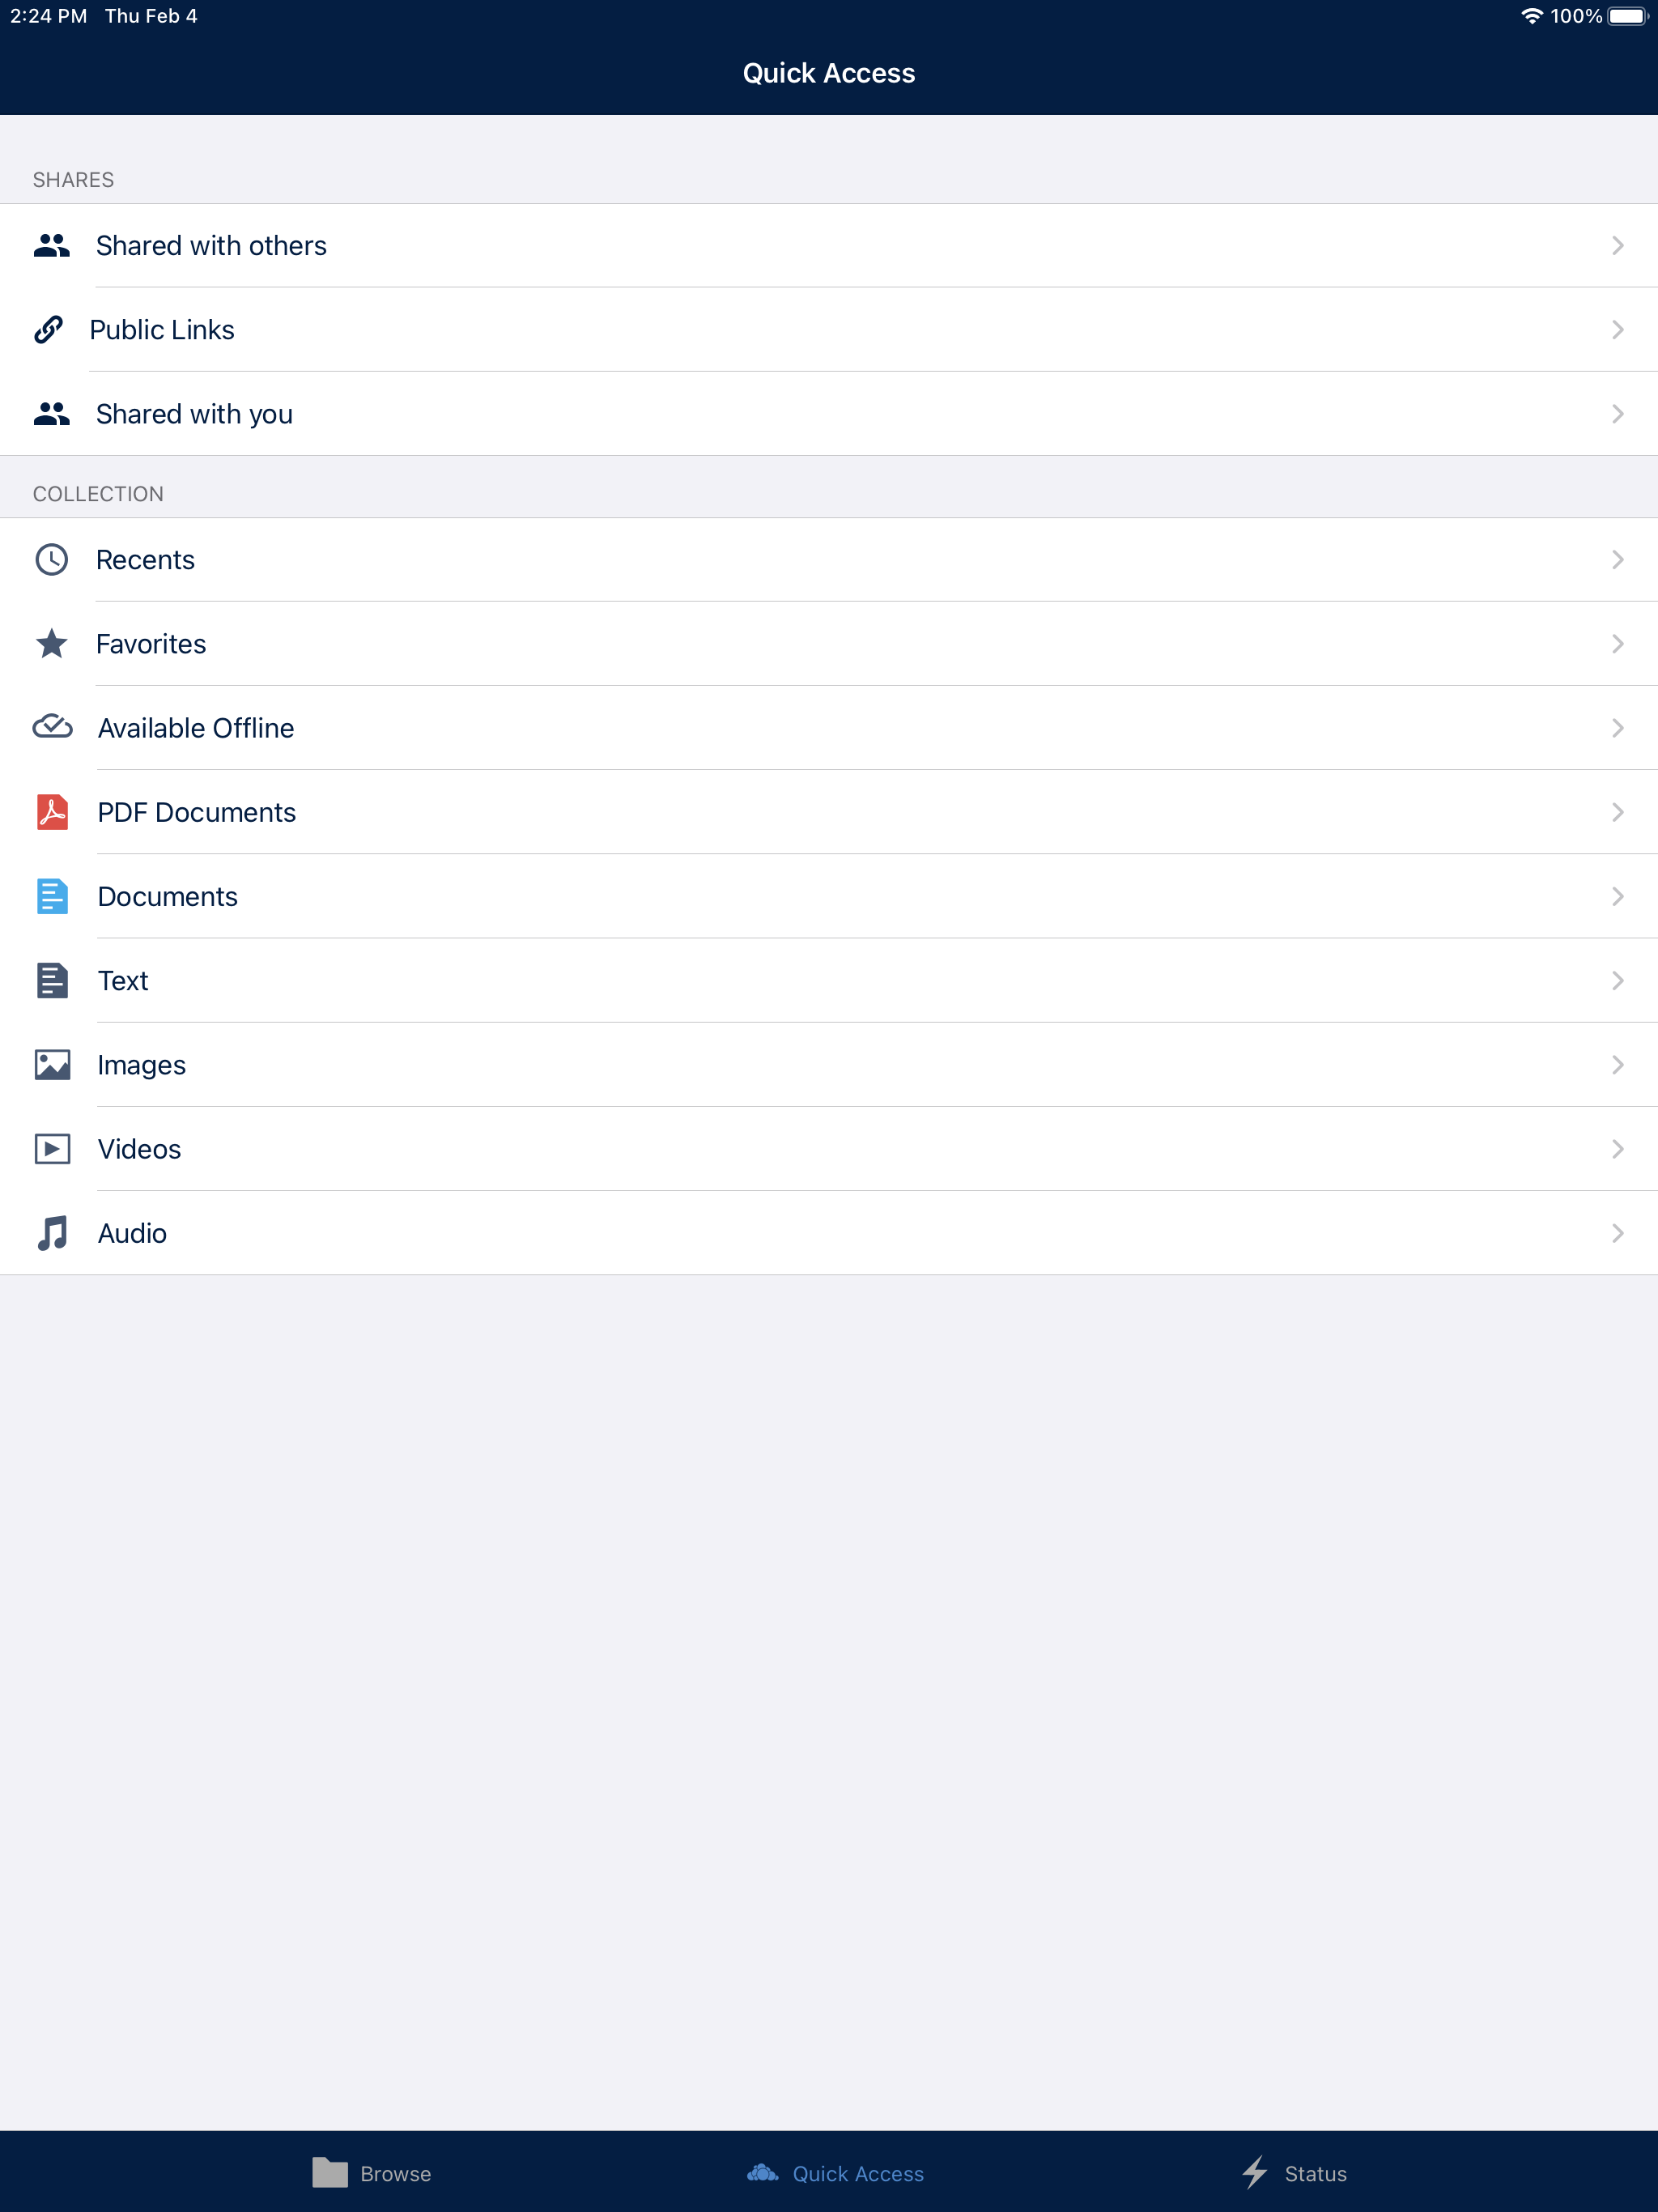 2:24 PM Thu Feb 4 100%
Quick Access
SHARES
Shared with others
Public Links
Shared with you
COLLECTION
Recents
Favorites
Available Offline
PDF Documents
Documents
Text
Images
Videos
Audio
Browse Quick Access Status